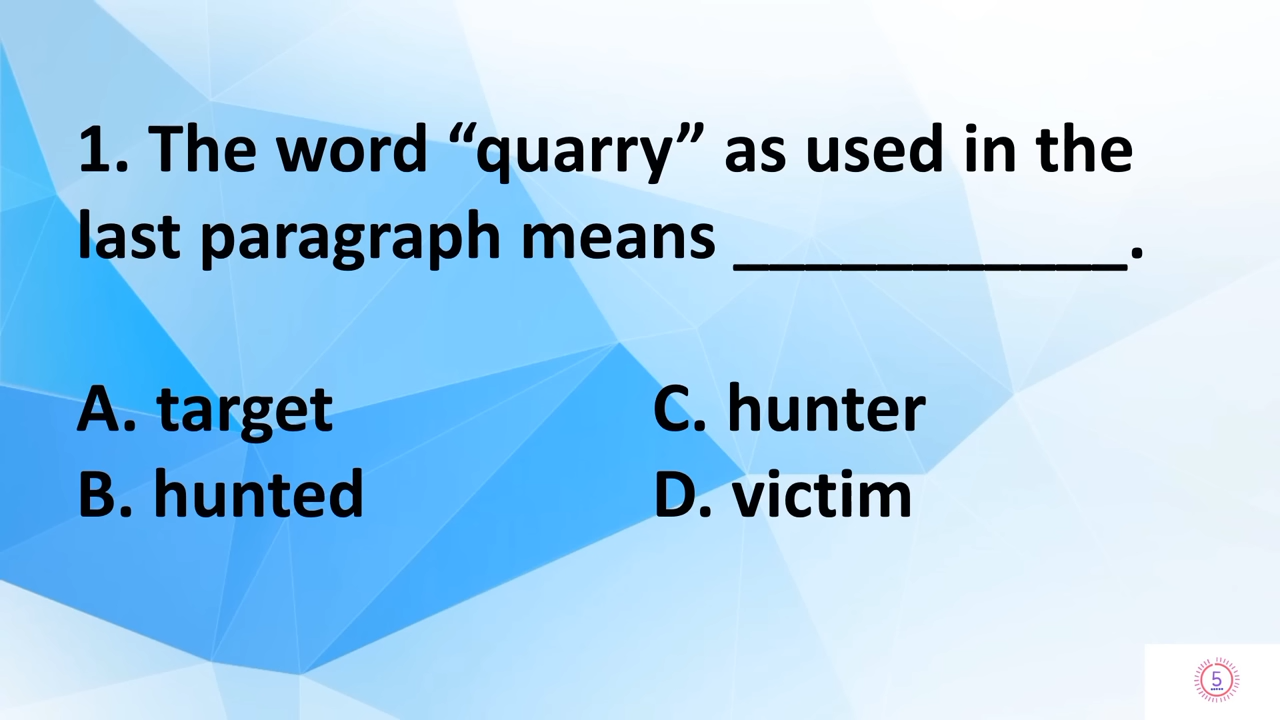 1. The word “quarry” as used in the
last paragraph means ___________.
A. target
C. hunter
B. hunted
D. victim
5